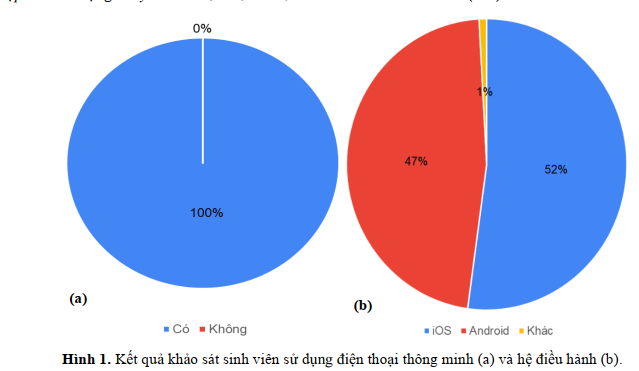 0%
100%
(a)
Có Không
1%
47%
52%
(b)
iOS Android Khác
Hình 1. Kết quả khảo sát sinh viên sử dụng điện thoại thông minh (a) và hệ điều hành (b).